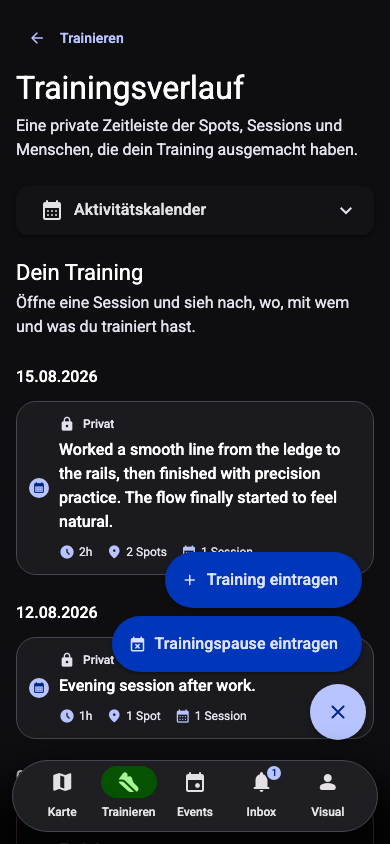 Trainieren
Trainingsverlauf
Eine private Zeitleiste der Spots, Sessions und
Menschen, die dein Training ausgemacht haben.
Aktivitätskalender
Dein Training
Öffne eine Session und sieh nach, wo, mit wem
und was du trainiert hast.
15.08.2026
Privat
Worked a smooth line from the ledge to
the rails, then finished with precision
practice. The flow finally started to feel
natural.
2h 2 Spots 1 Session
Training eintragen
12.08.2026
Trainingspause eintragen
Privat
Evening session after work.
1h 1 Spot 1 Session
1
Karte Trainieren Events Inbox Visual